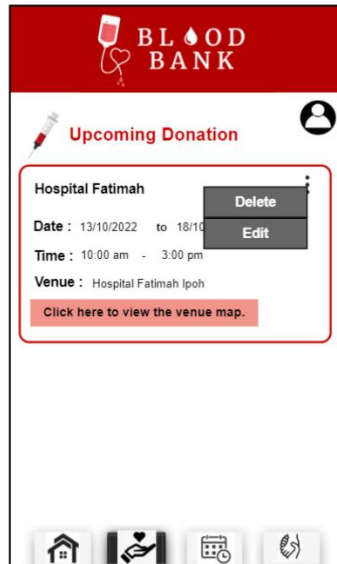 BLOOD
BANK
Upcoming Donation
Hospital Fatimah
Delete
Date : 13/10/2022 to 18/10
Edit
Time : 10:00 am - 3:00 pm
Venue : Hospital Fatimah Ipoh
Click here to view the venue map.